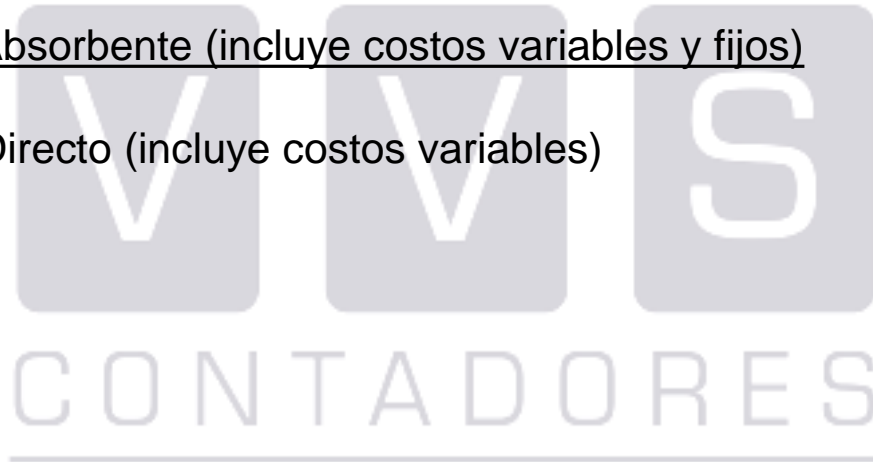 Absorbente (incluye costos variables y fijos)
Directo (incluye costos variables)
V V S
CONTADORES